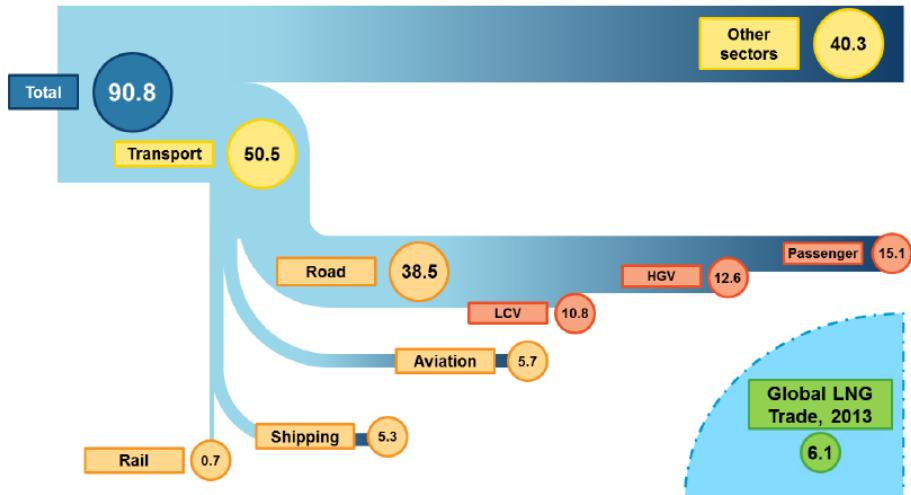 Other
sectors
40.3
Total
90.8
Transport
50.5
Passenger
15.1
Road
38.5
HGV
12.6
LCV
10.8
Aviation
5.7
Global LNG
Trade, 2013
6.1
Shipping
5.3
Rail
0.7